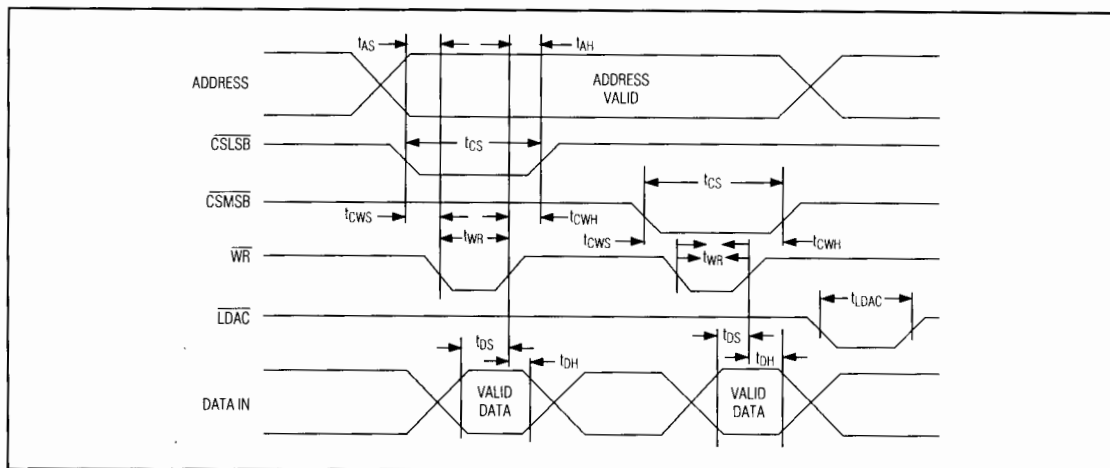 tAS
tAH
ADDRESS
ADDRESS
VALID
CSLSB
tCS
CSMSB
tCS
tCWS
tCWH
tWR
tCWS
tCWH
tWR
WR
LDAC
tLDAC
tDS
tDH
tDS
tDH
DATA IN
VALID
DATA
VALID
DATA